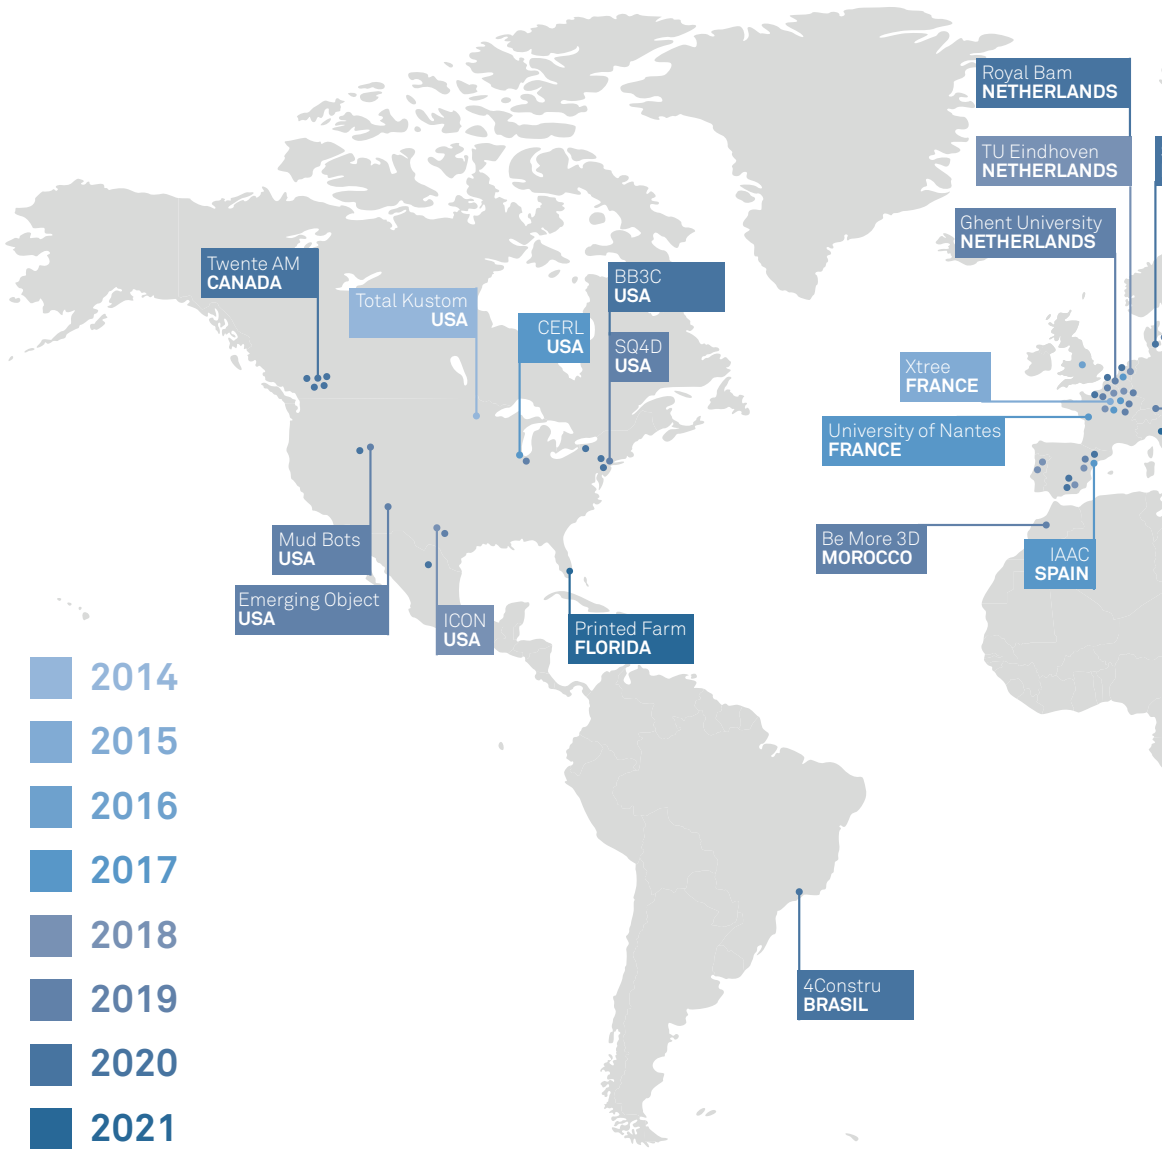 Royal Bam
NETHERLANDS
TU Eindhoven
NETHERLANDS
Ghent University
NETHERLANDS
Twente AM
CANADA
Total Kustom
USA
CERL
USA
BB3C
USA
SQ4D
USA
Xtree
FRANCE
University of Nantes
FRANCE
Mud Bots
USA
Emerging Object
USA
ICON
USA
Printed Farm
FLORIDA
Be More 3D
MOROCCO
IAAC
SPAIN
4Constru
BRASIL
2014
2015
2016
2017
2018
2019
2020
2021